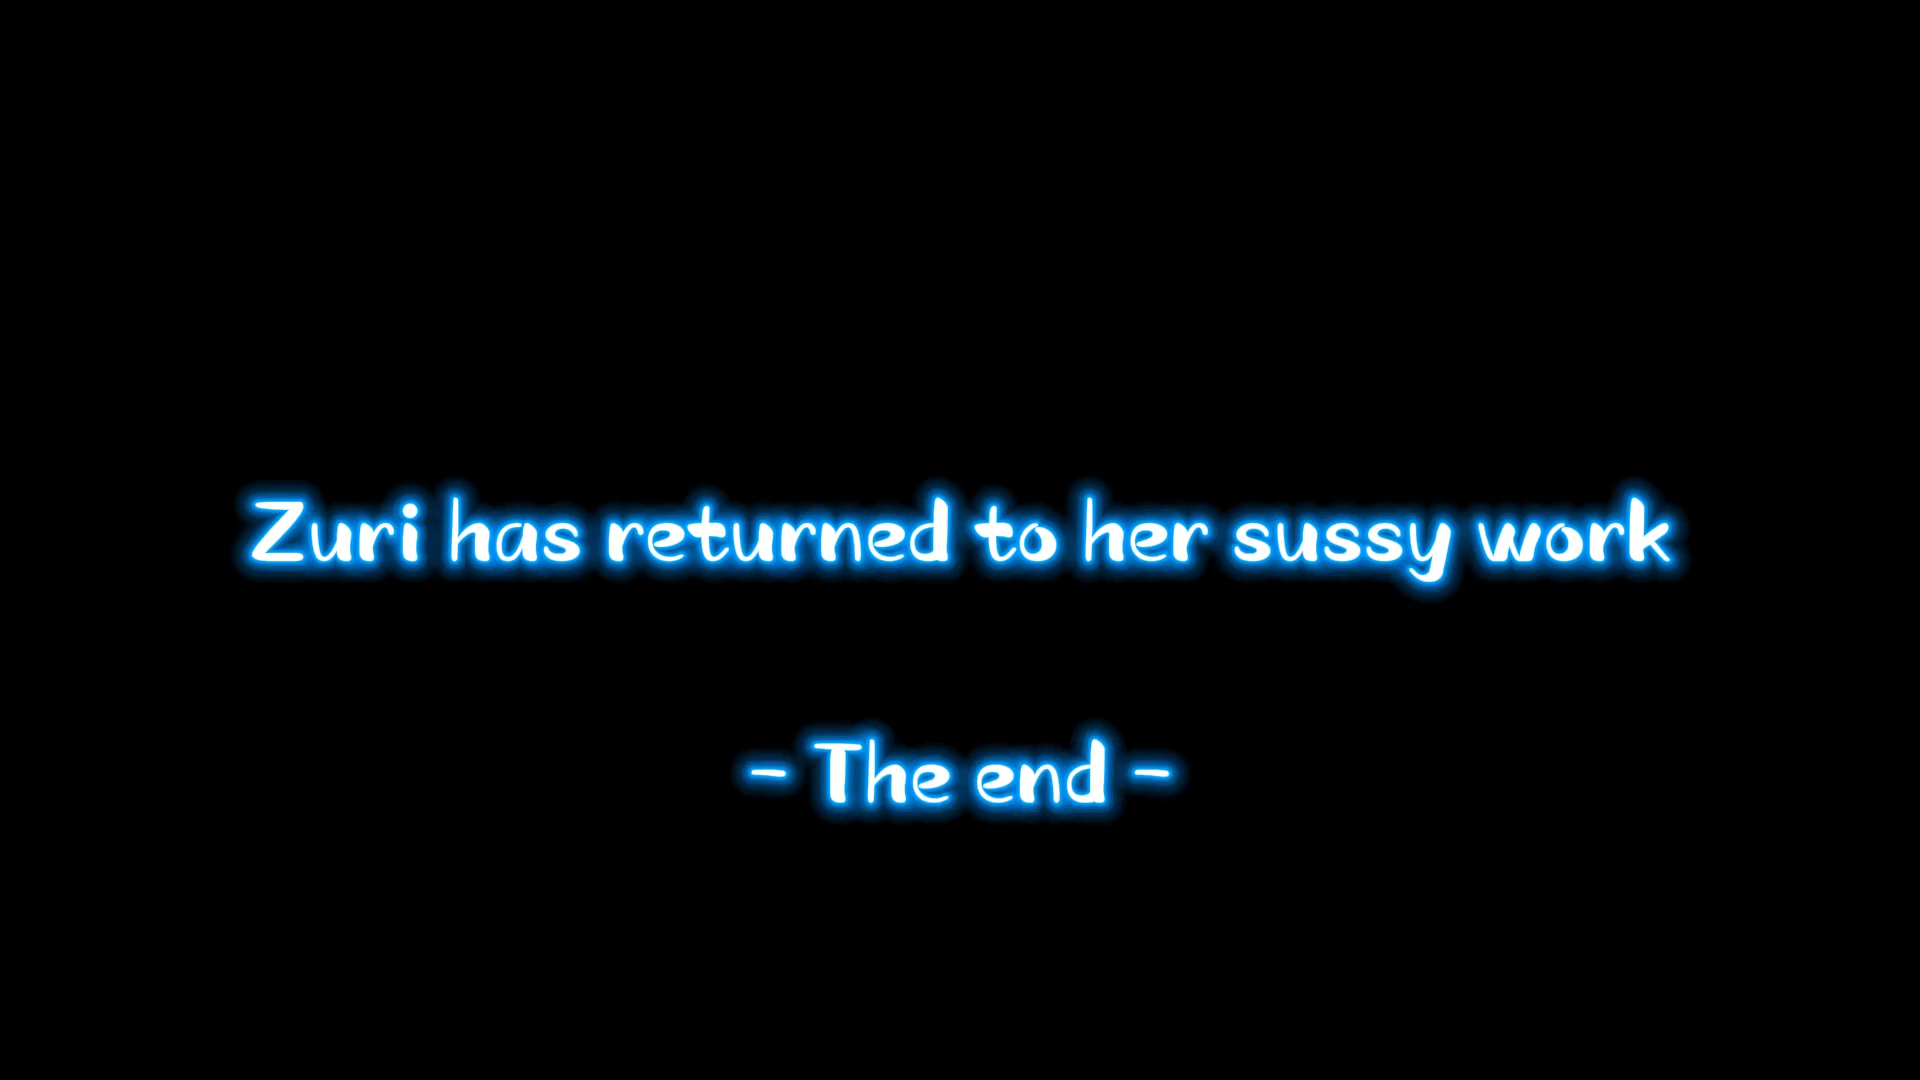 Zuri has returned to her sussy work
- The end -